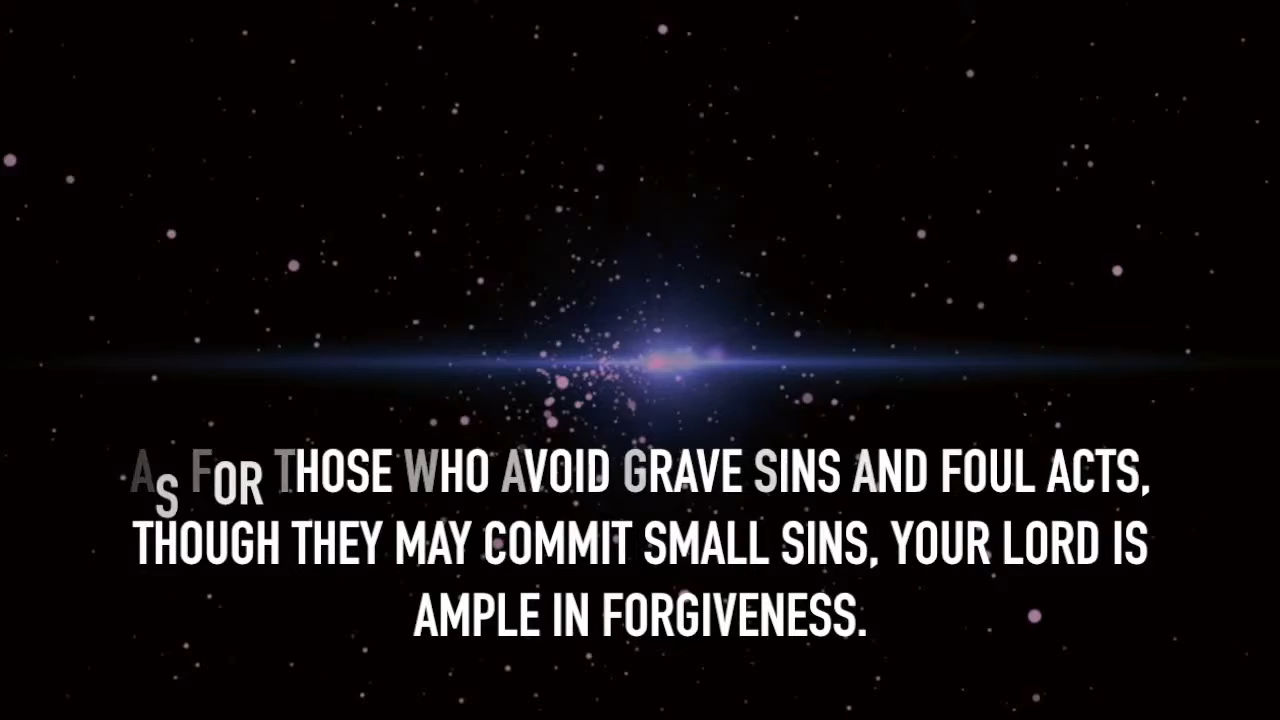 AS FOR THOSE WHO AVOID GRAVE SINS AND FOUL ACTS,
THOUGH THEY MAY COMMIT SMALL SINS, YOUR LORD IS
AMPLE IN FORGIVENESS.